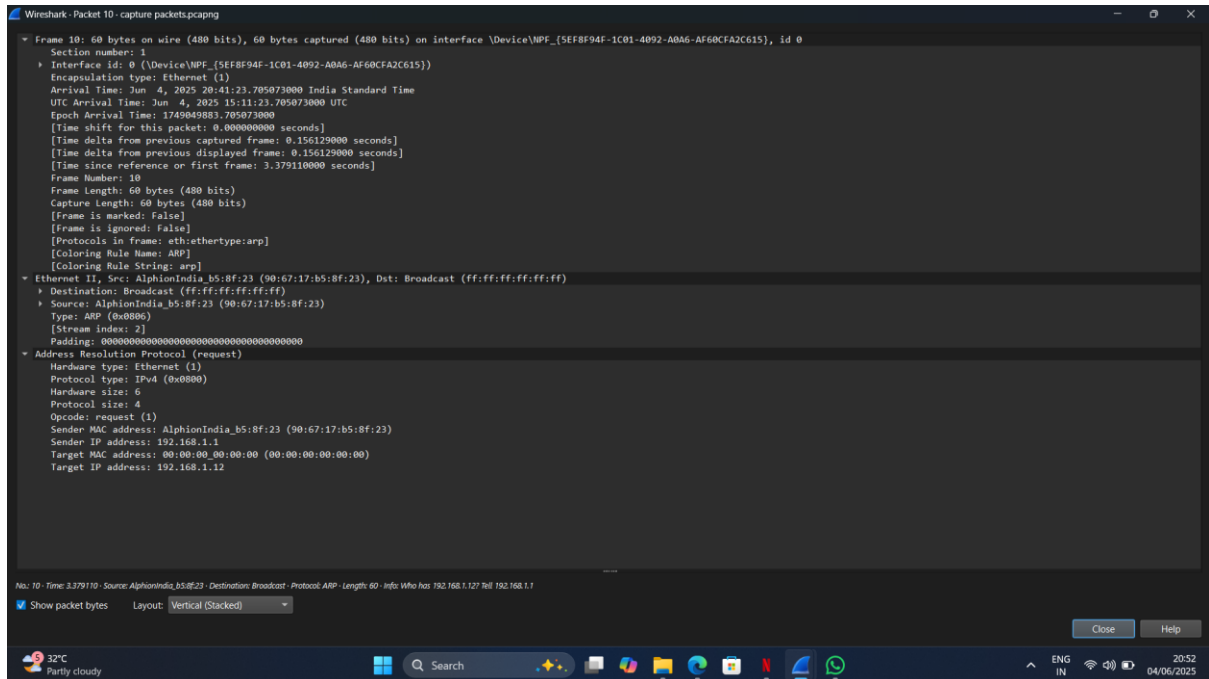 Wireshark · Packet 10 · capture packets.pcapng
Frame 10: 60 bytes on wire (480 bits), 60 bytes captured (480 bits) on interface \Device\NPF_{5EF8F94F-1C01-4092-A0A6-AF60CFA2C615}, id 0
Section number: 1
Interface id: 0 (\Device\NPF_{5EF8F94F-1C01-4092-A0A6-AF60CFA2C615})
Encapsulation type: Ethernet (1)
Arrival Time: Jun  4, 2025 20:41:23.705073000 India Standard Time
UTC Arrival Time: Jun  4, 2025 15:11:23.705073000 UTC
Epoch Arrival Time: 1749049883.705073000
[Time shift for this packet: 0.000000000 seconds]
[Time delta from previous captured frame: 0.156129000 seconds]
[Time delta from previous displayed frame: 0.156129000 seconds]
[Time since reference or first frame: 3.379110000 seconds]
Frame Number: 10
Frame Length: 60 bytes (480 bits)
Capture Length: 60 bytes (480 bits)
[Frame is marked: False]
[Frame is ignored: False]
[Protocols in frame: eth:ethertype:arp]
[Coloring Rule Name: ARP]
[Coloring Rule String: arp]
Ethernet II, Src: AlphionIndia_b5:8f:23 (90:67:17:b5:8f:23), Dst: Broadcast (ff:ff:ff:ff:ff:ff)
Destination: Broadcast (ff:ff:ff:ff:ff:ff)
Source: AlphionIndia_b5:8f:23 (90:67:17:b5:8f:23)
Type: ARP (0x0806)
[Stream index: 2]
Padding: 000000000000000000000000000000000000
Address Resolution Protocol (request)
Hardware type: Ethernet (1)
Protocol type: IPv4 (0x0800)
Hardware size: 6
Protocol size: 4
Opcode: request (1)
Sender MAC address: AlphionIndia_b5:8f:23 (90:67:17:b5:8f:23)
Sender IP address: 192.168.1.1
Target MAC address: 00:00:00_00:00:00 (00:00:00:00:00:00)
Target IP address: 192.168.1.12
No.: 10 · Time: 3.379110 · Source: AlphionIndia_b5:8f:23 · Destination: Broadcast · Protocol: ARP · Length: 60 · Info: Who has 192.168.1.12? Tell 192.168.1.1
Show packet bytes Layout: Vertical (Stacked)
Close Help
5 32°C
Partly cloudy
Search
ENG
IN
20:52
04/06/2025